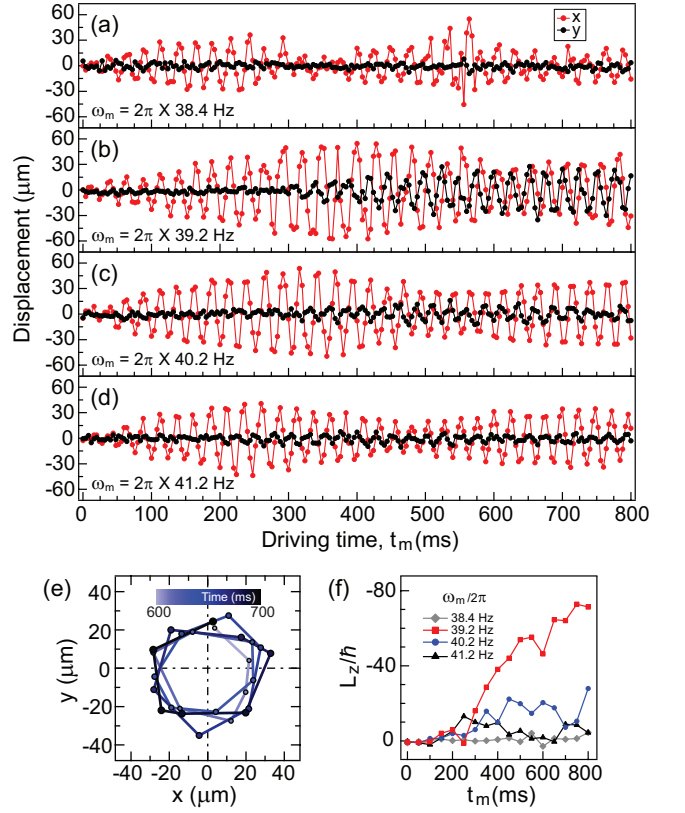 (a)
x
y
60
30
0
-30
-60
ωm = 2π X 38.4 Hz
(b)
60
30
0
-30
-60
ωm = 2π X 39.2 Hz
(c)
60
30
0
-30
-60
ωm = 2π X 40.2 Hz
(d)
60
30
0
-30
-60
ωm = 2π X 41.2 Hz
Displacement (μm)
0 100 200 300 400 500 600 700 800
Driving time, tm(ms)
(e)
Time (ms)
600 700
40
20
0
-20
-40
y (μm)
-40 -20 0 20 40
x (μm)
(f)
-80
-40
0
Lz/ℏ
ωm/2π
38.4 Hz
39.2 Hz
40.2 Hz
41.2 Hz
0 200 400 600 800
tm(ms)